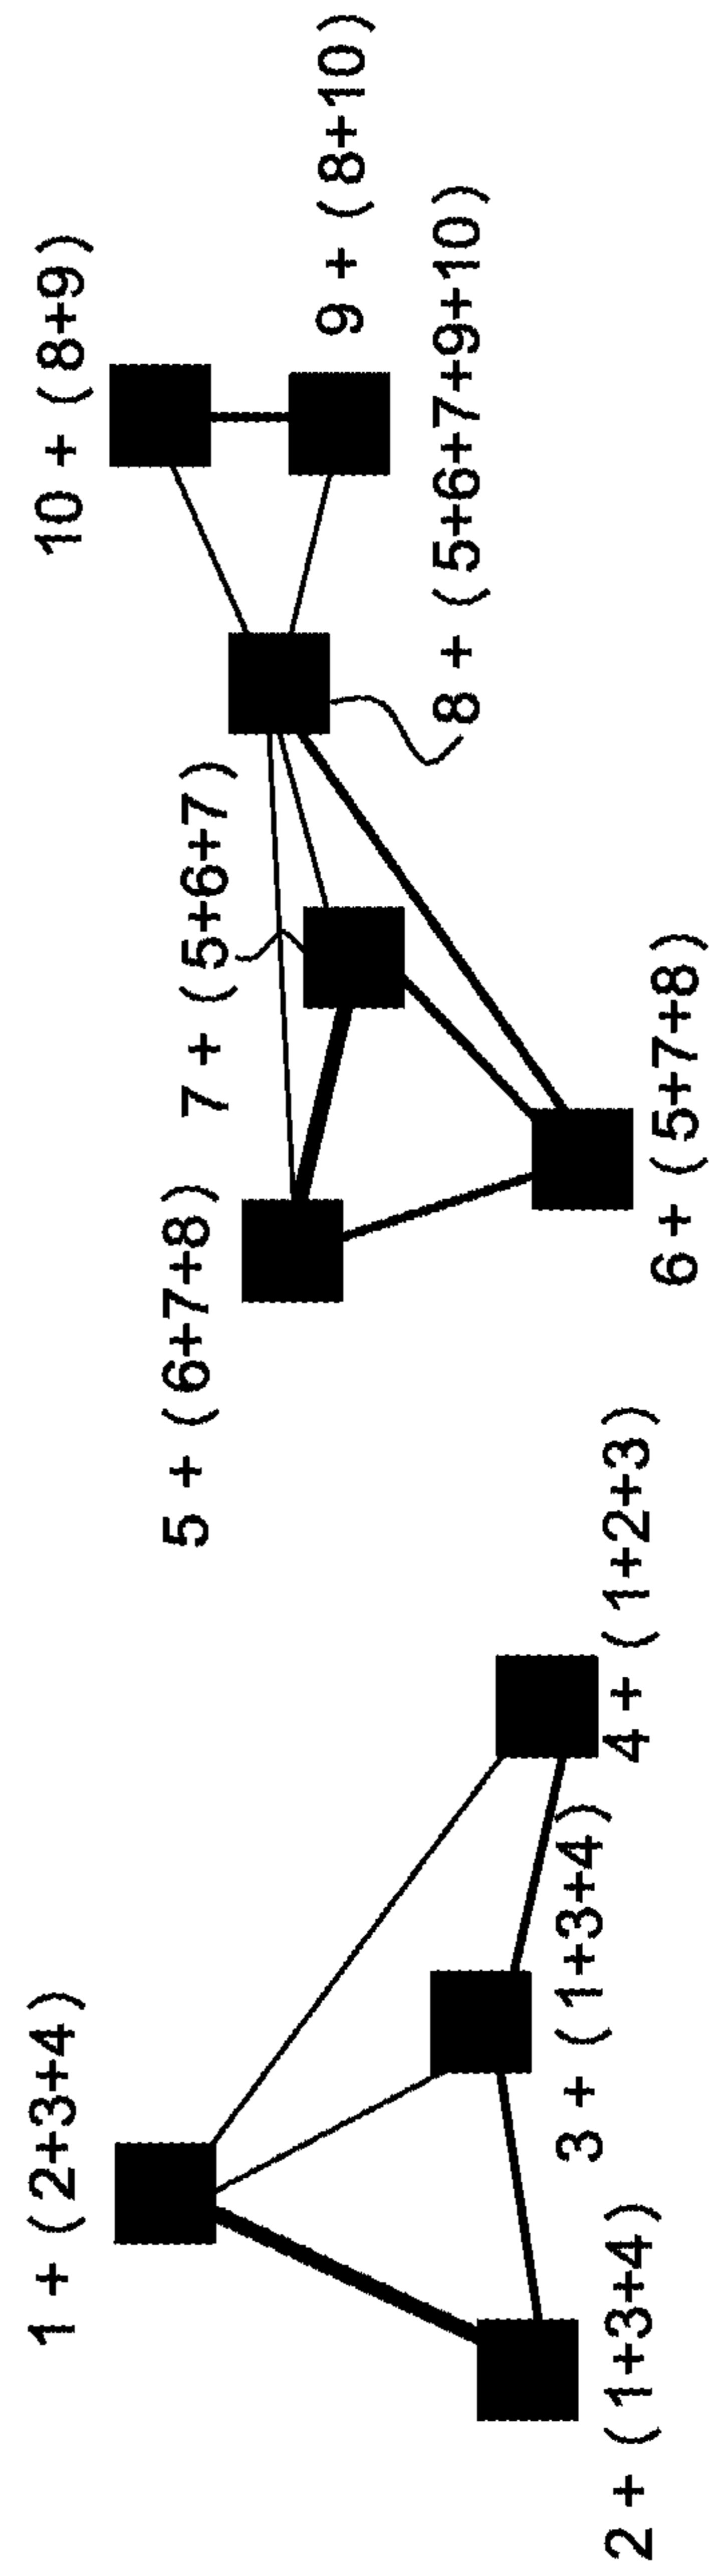 1 + (2+3+4)
2 + (1+3+4)
3 + (1+3+4)
4 + (1+2+3)
5 + (6+7+8)
6 + (5+7+8)
7 + (5+6+7)
8 + (5+6+7+9+10)
9 + (8+10)
10 + (8+9)